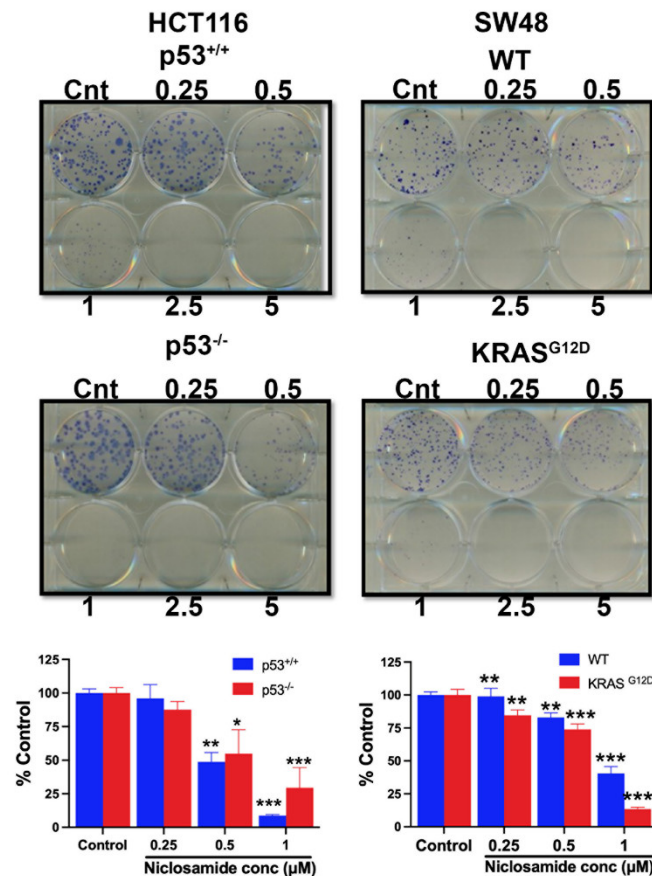 HCT116
p53+/+
Cnt 0.25 0.5
1 2.5 5
p53-/-
Cnt 0.25 0.5
1 2.5 5
SW48
WT
Cnt 0.25 0.5
1 2.5 5
KRASG12D
Cnt 0.25 0.5
1 2.5 5
p53+/+
p53-/-
% Control
125
100
75
50
25
0
** * *** ***
Control 0.25 0.5 1
Niclosamide conc (µM)
WT
KRAS G12D
% Control
125
100
75
50
25
0
** ** ** *** *** ***
Control 0.25 0.5 1
Niclosamide conc (µM)